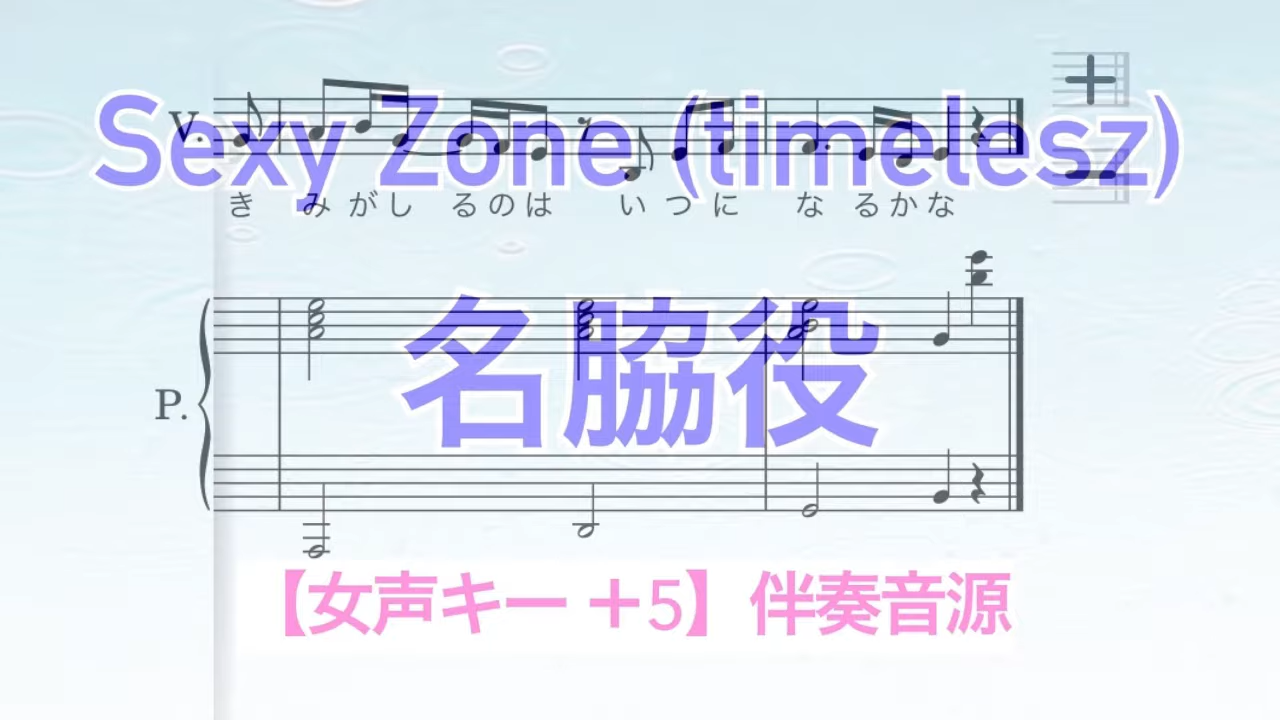 Sexy Zone (timelesz)
V.
き み が し る の は い つ に な る か な
名脇役
P.
【女声キー ＋5】伴奏音源